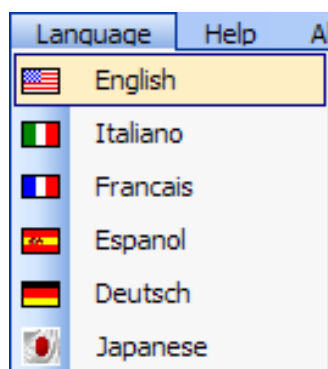 Language Help
English
Italiano
Francais
Espanol
Deutsch
Japanese